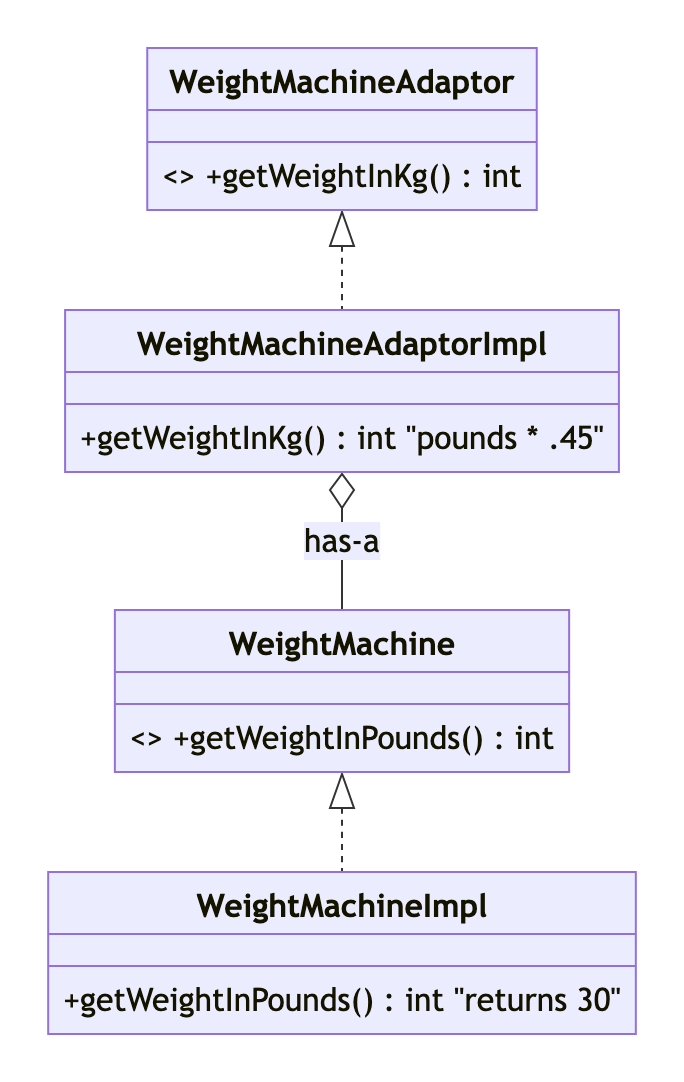 WeightMachineAdaptor
<> +getWeightInKg() : int
WeightMachineAdaptorImpl
+getWeightInKg() : int "pounds * .45"
has-a
WeightMachine
<> +getWeightInPounds() : int
WeightMachineImpl
+getWeightInPounds() : int "returns 30"